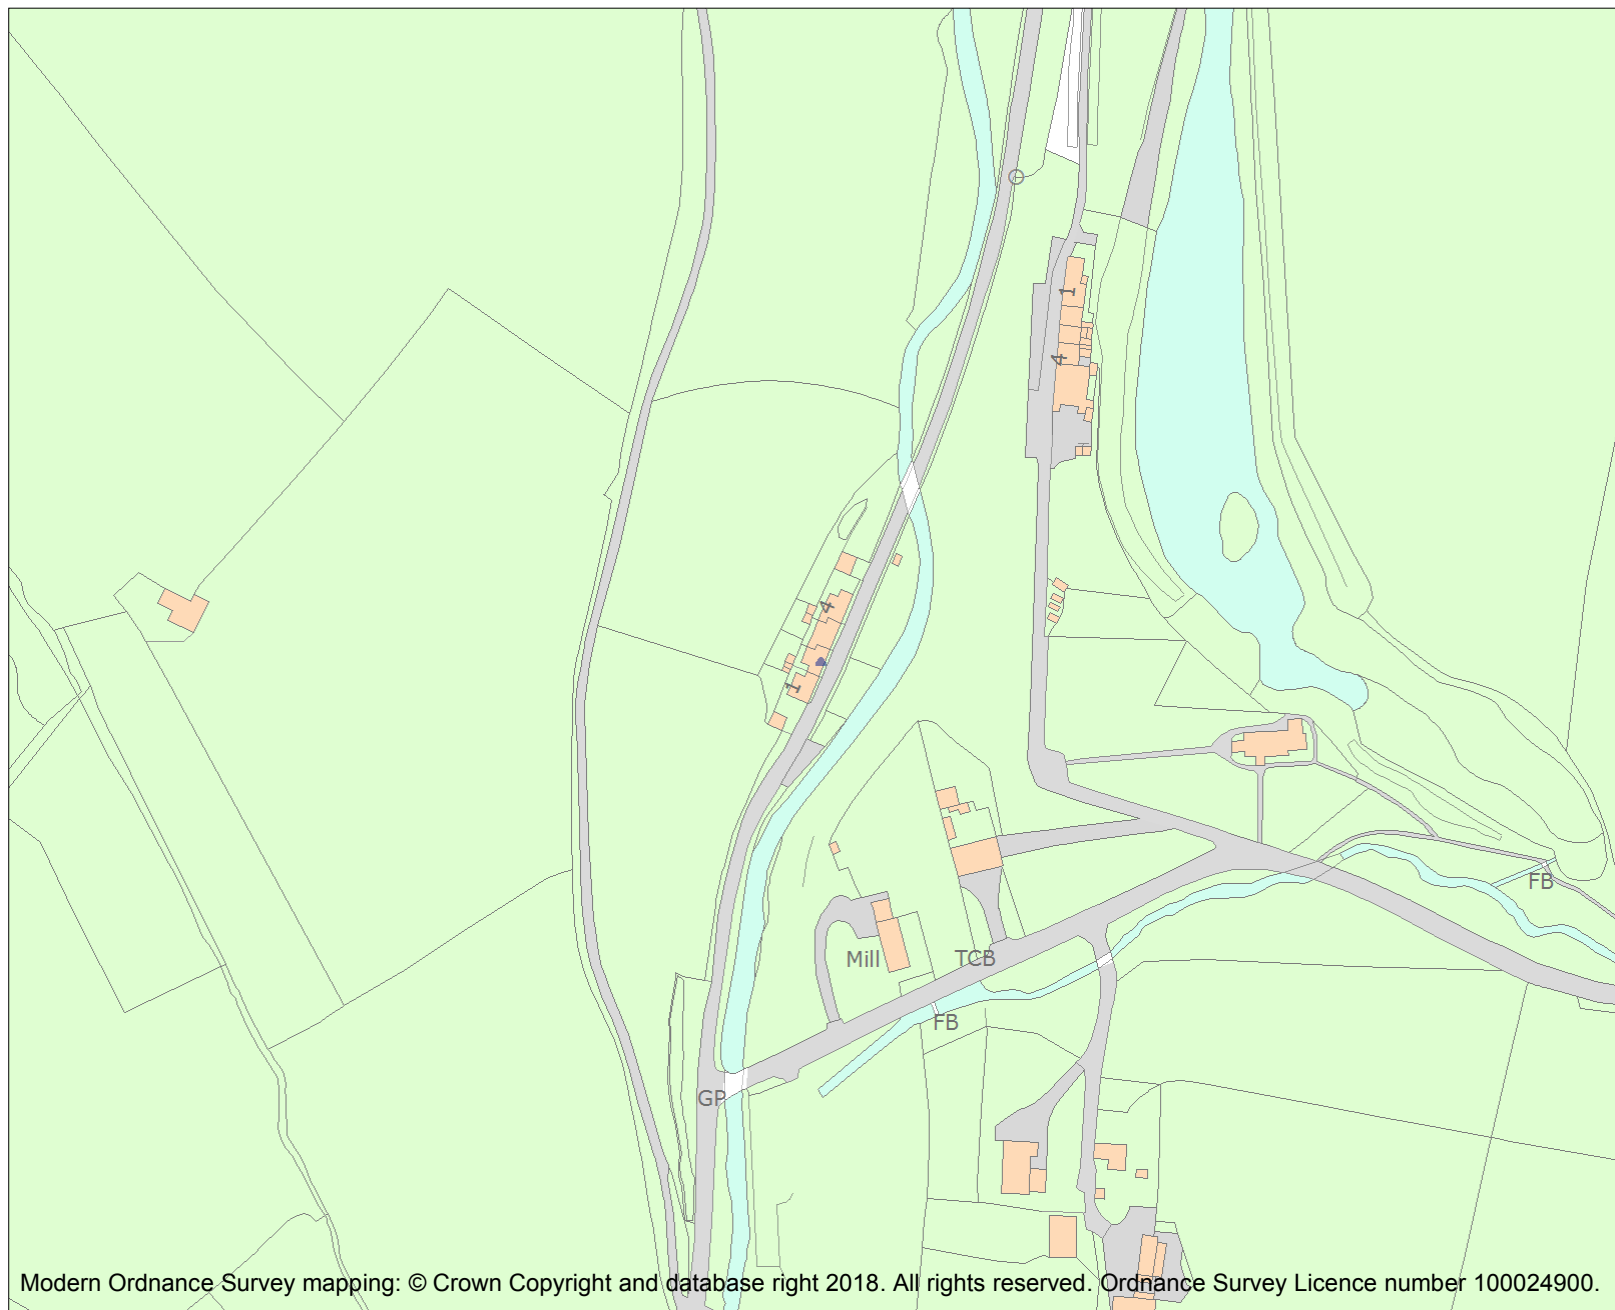 1
4
4
1
FB
Mill
TCB
FB
GP
Modern Ordnance Survey mapping: © Crown Copyright and database right 2018. All rights reserved. Ordnance Survey Licence number 100024900.